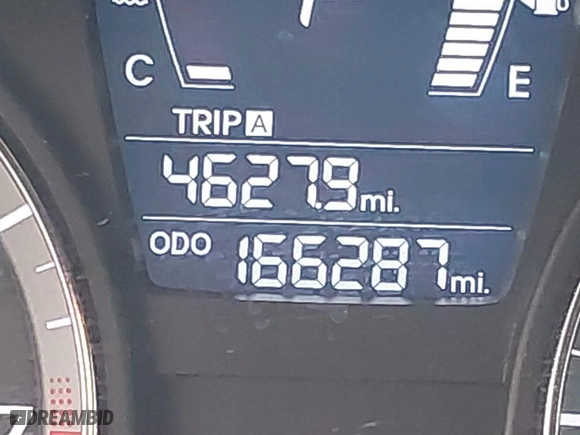 C E
TRIP A
4627.9 mi.
ODO 166287 mi.
DREAMBID